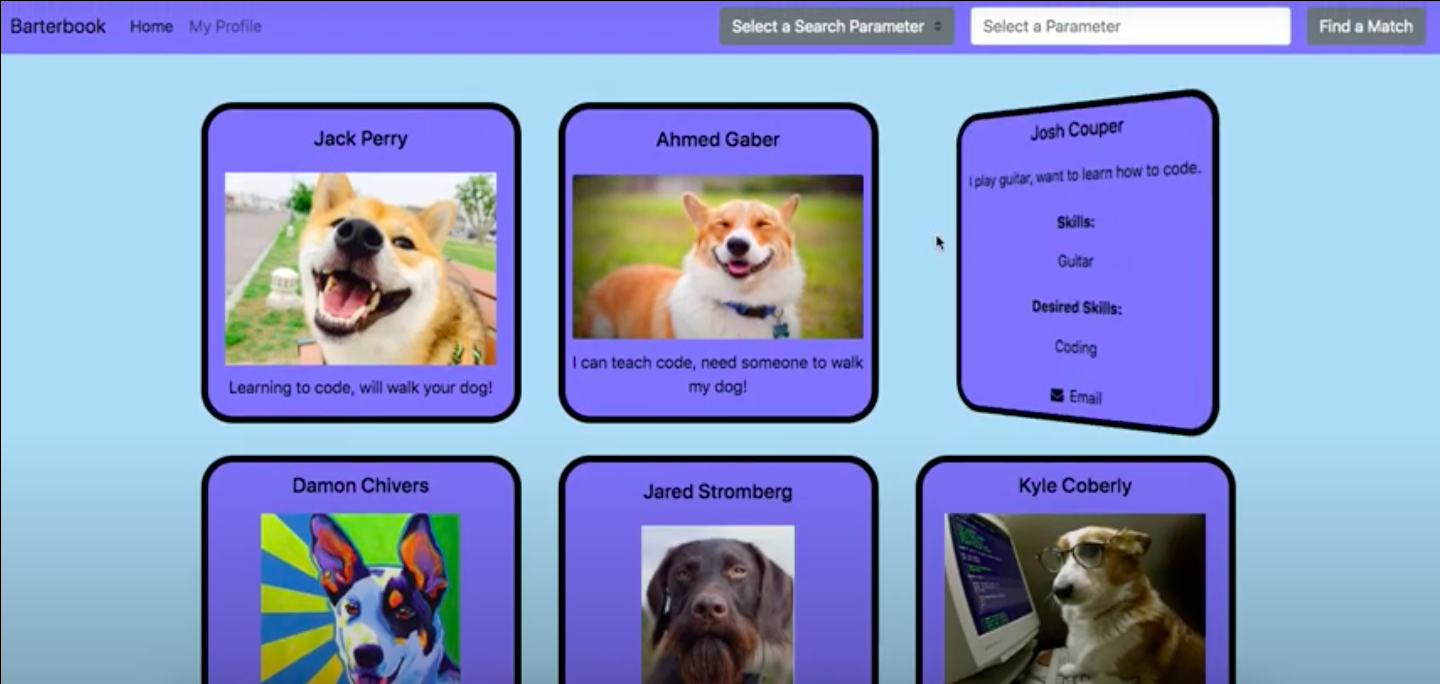 Barterbook Home My Profile Select a Search Parameter Select a Parameter Find a Match
Jack Perry
Learning to code, will walk your dog!
Ahmed Gaber
I can teach code, need someone to walk
my dog!
Josh Couper
I play guitar, want to learn how to code.
Skills:
Guitar
Desired Skills:
Coding
Email
Damon Chivers
Jared Stromberg
Kyle Coberly